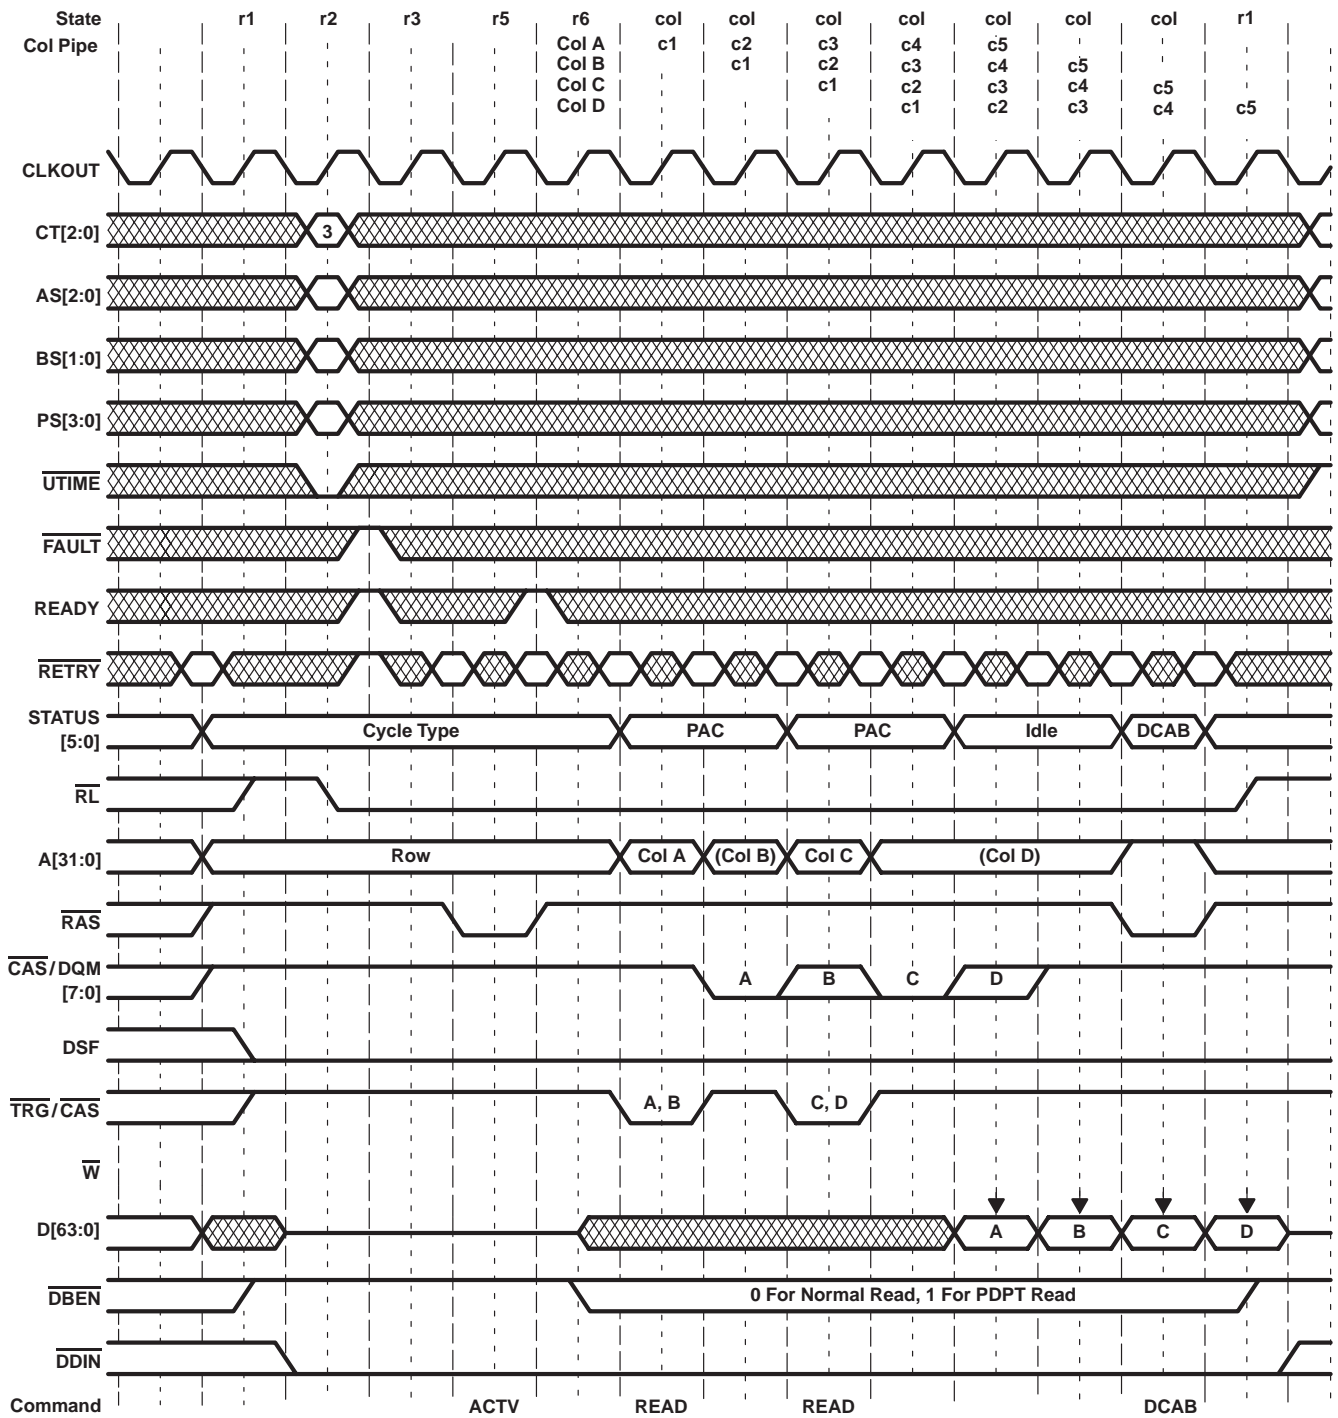 State r1 r2 r3 r5 r6 col col col col col col col r1
Col Pipe Col A c1 c2 c3 c4 c5
Col B c1 c2 c3 c4 c5
Col C c1 c2 c3 c4 c5
Col D c1 c2 c3 c4 c5
CLKOUT
CT[2:0] 3
AS[2:0]
BS[1:0]
PS[3:0]
UTIME
FAULT
READY
RETRY
STATUS
[5:0] Cycle Type PAC PAC Idle DCAB
RL
A[31:0] Row Col A (Col B) Col C (Col D)
RAS
CAS/DQM
[7:0] A B C D
DSF
TRG/CAS A, B C, D
W
D[63:0] A B C D
DBEN 0 For Normal Read, 1 For PDPT Read
DDIN
Command ACTV READ READ DCAB